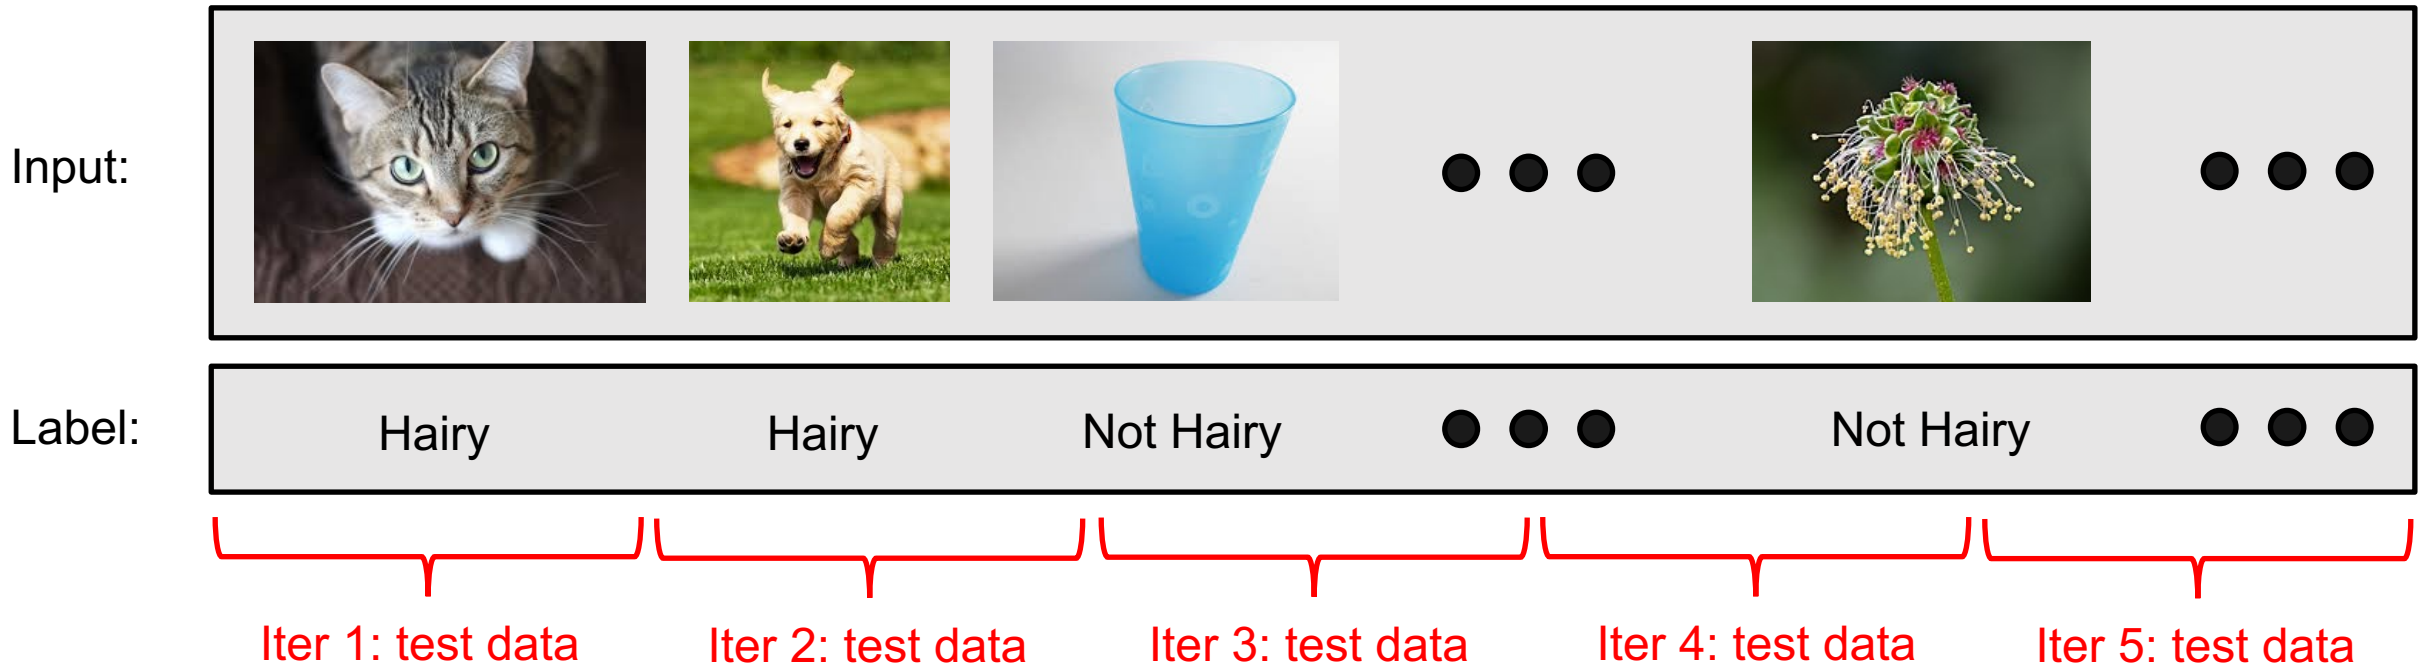 Input:
Label:
Hairy
Hairy
Not Hairy
Not Hairy
Iter 1: test data
Iter 2: test data
Iter 3: test data
Iter 4: test data
Iter 5: test data